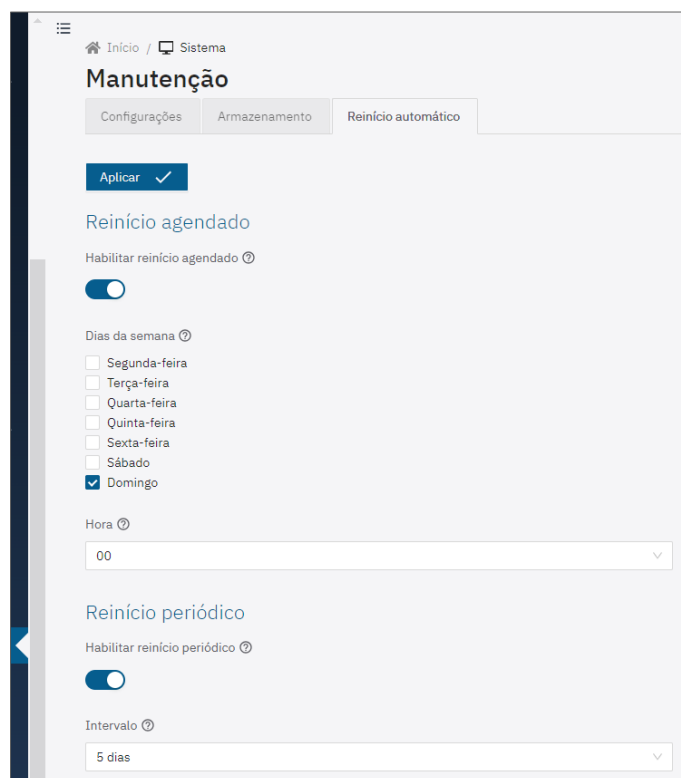 Início / Sistema
Manutenção
Configurações Armazenamento Reinício automático
Aplicar
Reinício agendado
Habilitar reinício agendado
Dias da semana
Segunda-feira
Terça-feira
Quarta-feira
Quinta-feira
Sexta-feira
Sábado
Domingo
Hora
00
Reinício periódico
Habilitar reinício periódico
Intervalo
5 dias